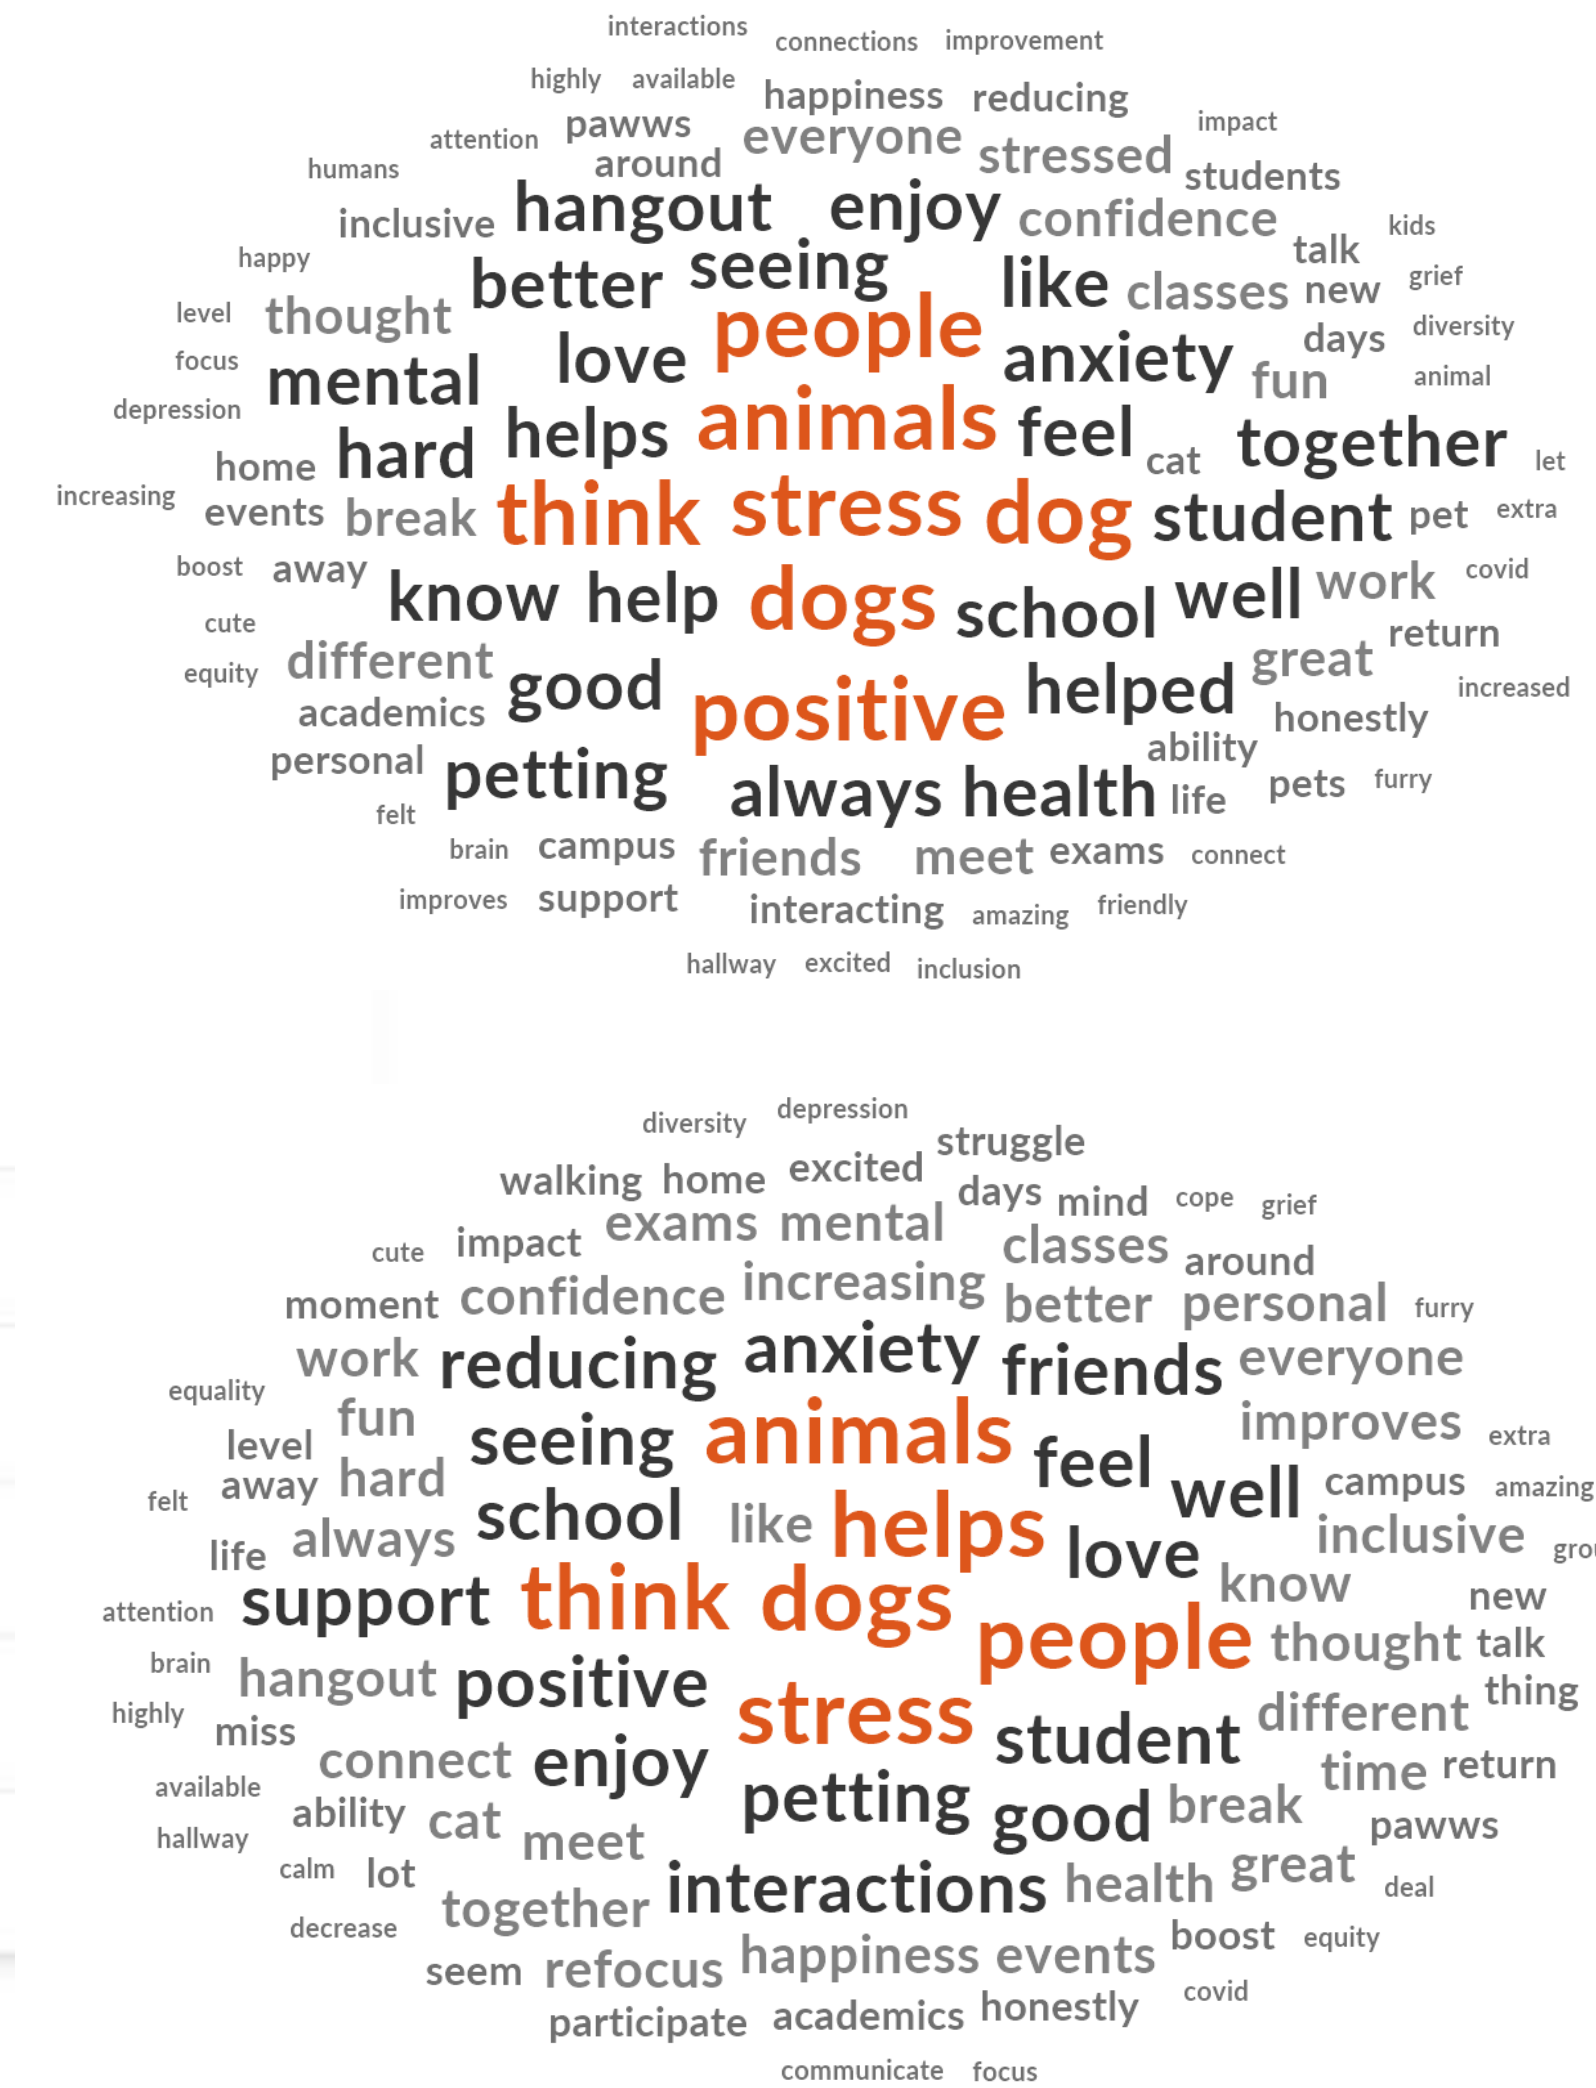 interactions connections improvement
highly available happiness reducing
attention pawws everyone impact
humans around stressed students
inclusive hangout enjoy confidence kids
happy better seeing like classes talk new grief
level thought people days diversity
focus mental love anxiety fun animal
depression helps animals feel together
home hard cat let
increasing events break think stress dog student pet extra
boost away know help dogs school well work covid
cute return
equity different good positive helped great increased
academics honestly
personal petting always health ability pets furry
felt life
brain campus friends meet exams connect
improves support interacting amazing friendly
hallway excited inclusion
diversity depression struggle
walking home excited days mind cope grief
cute impact exams mental classes around
moment confidence increasing better personal furry
work reducing anxiety friends everyone
equality fun animals improves
level seeing feel extra
felt away hard school like helps well campus amazing
life always love inclusive
attention support think dogs people know new
brain hangout positive thought talk
highly miss stress student different thing
connect enjoy time return
available ability cat petting good break pawws
hallway meet
calm lot together interactions health great deal
decrease boost equity
seem refocus happiness events covid
participate academics honestly
communicate focus